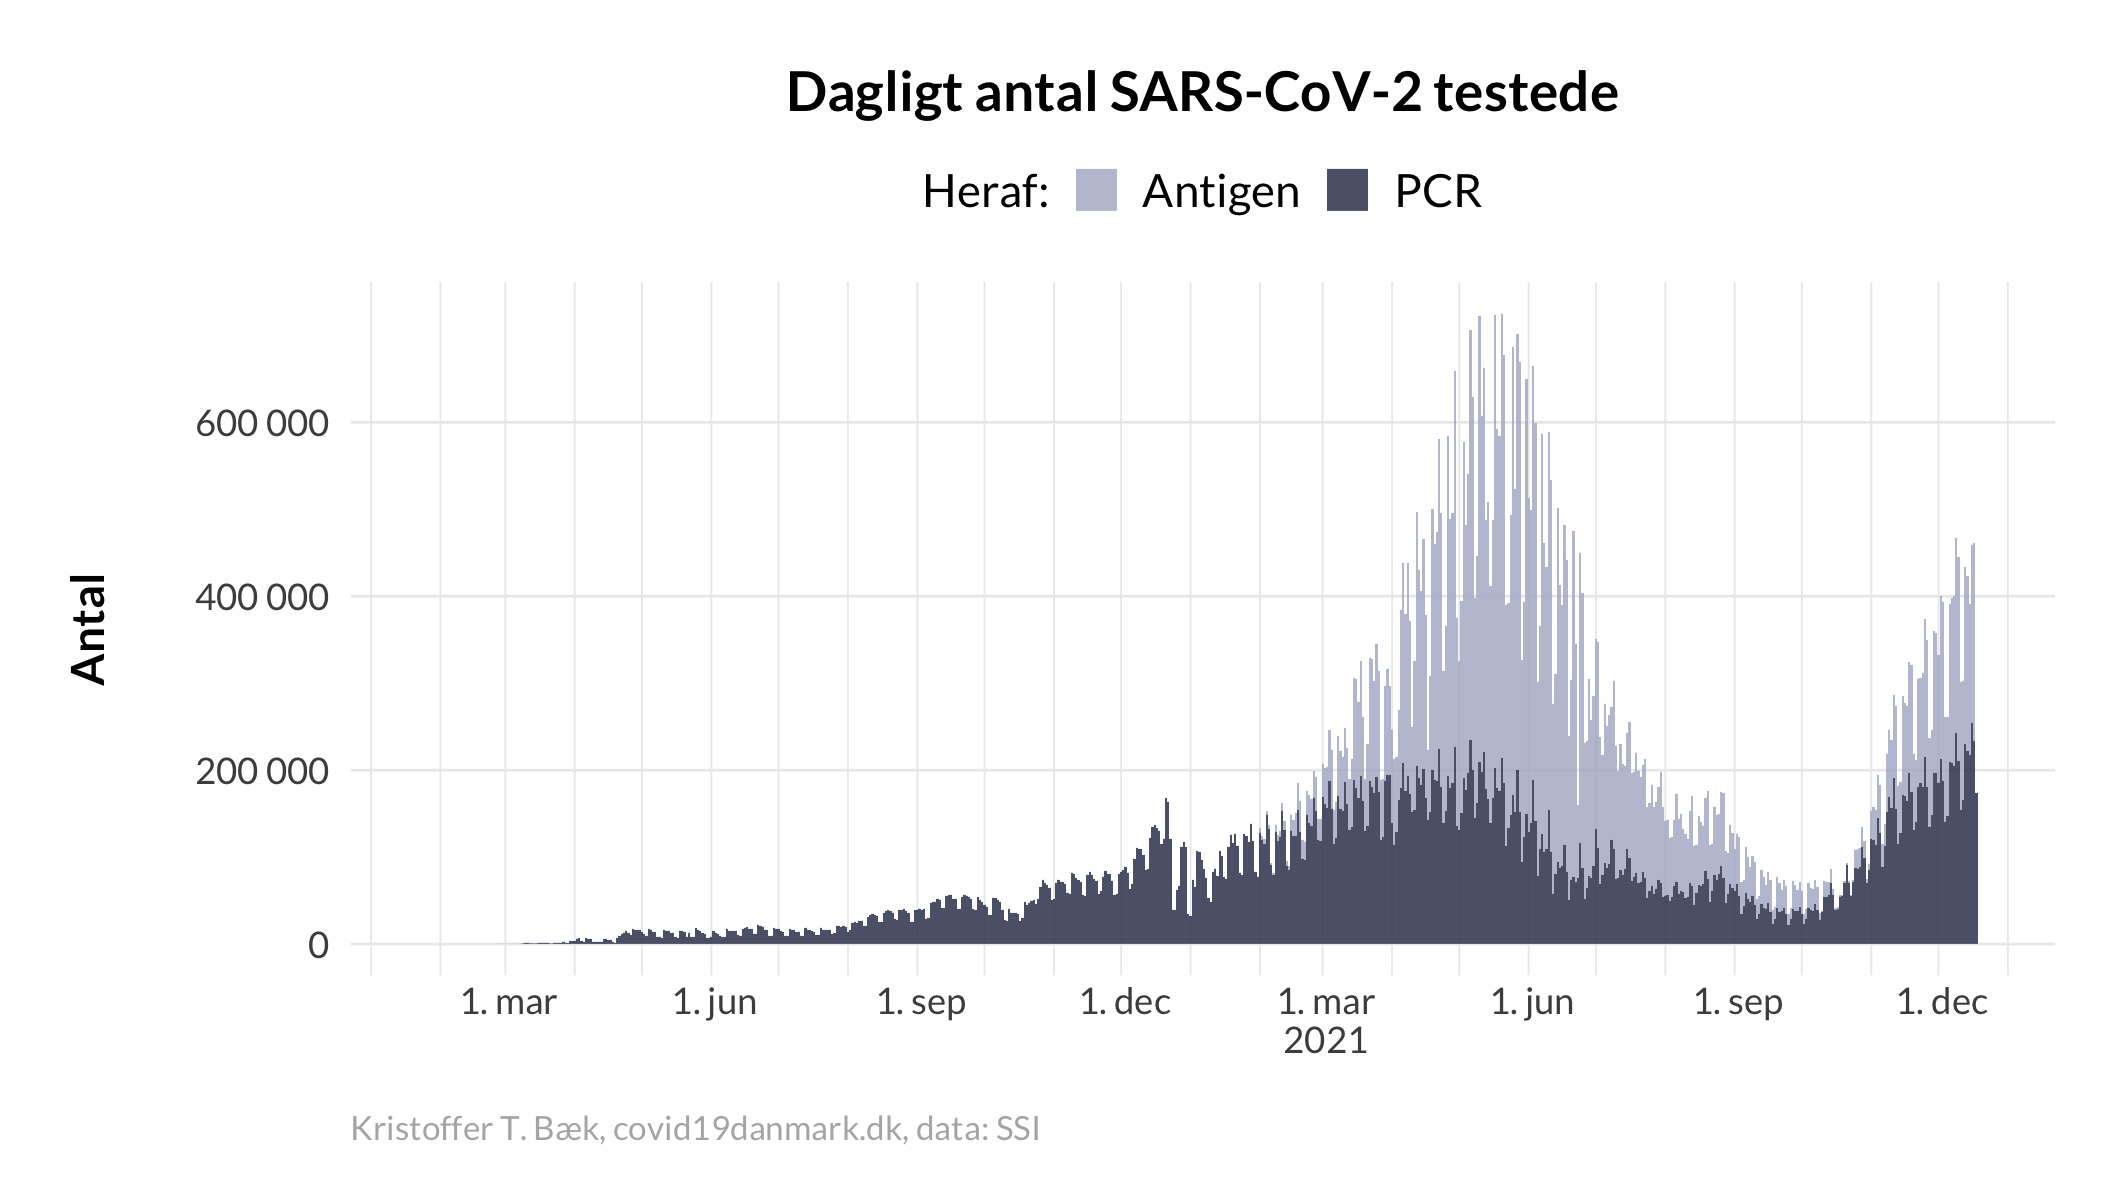 Dagligt antal SARS-CoV-2 testede
Heraf: Antigen PCR
Antal
600 000
400 000
200 000
0
1. mar 1. jun 1. sep 1. dec 1. mar 1. jun 1. sep 1. dec
2021
Kristoffer T. Bæk, covid19danmark.dk, data: SSI